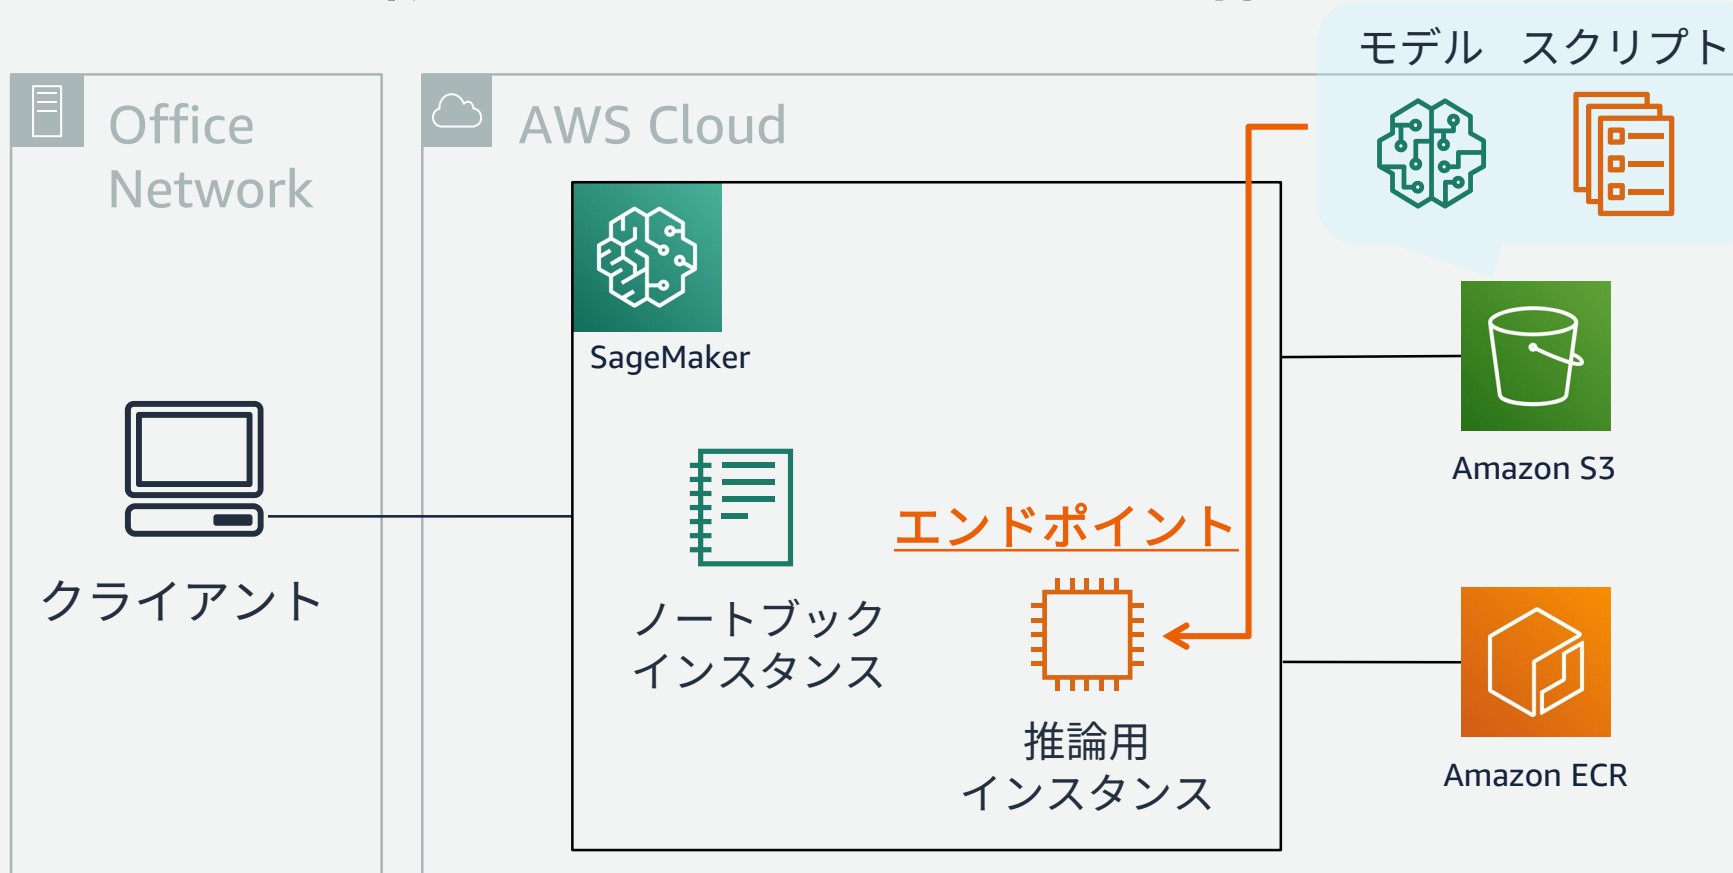 モデル スクリプト
Office
Network
AWS Cloud
SageMaker
Amazon S3
エンドポイント
クライアント
ノートブック
インスタンス
推論用
インスタンス
Amazon ECR